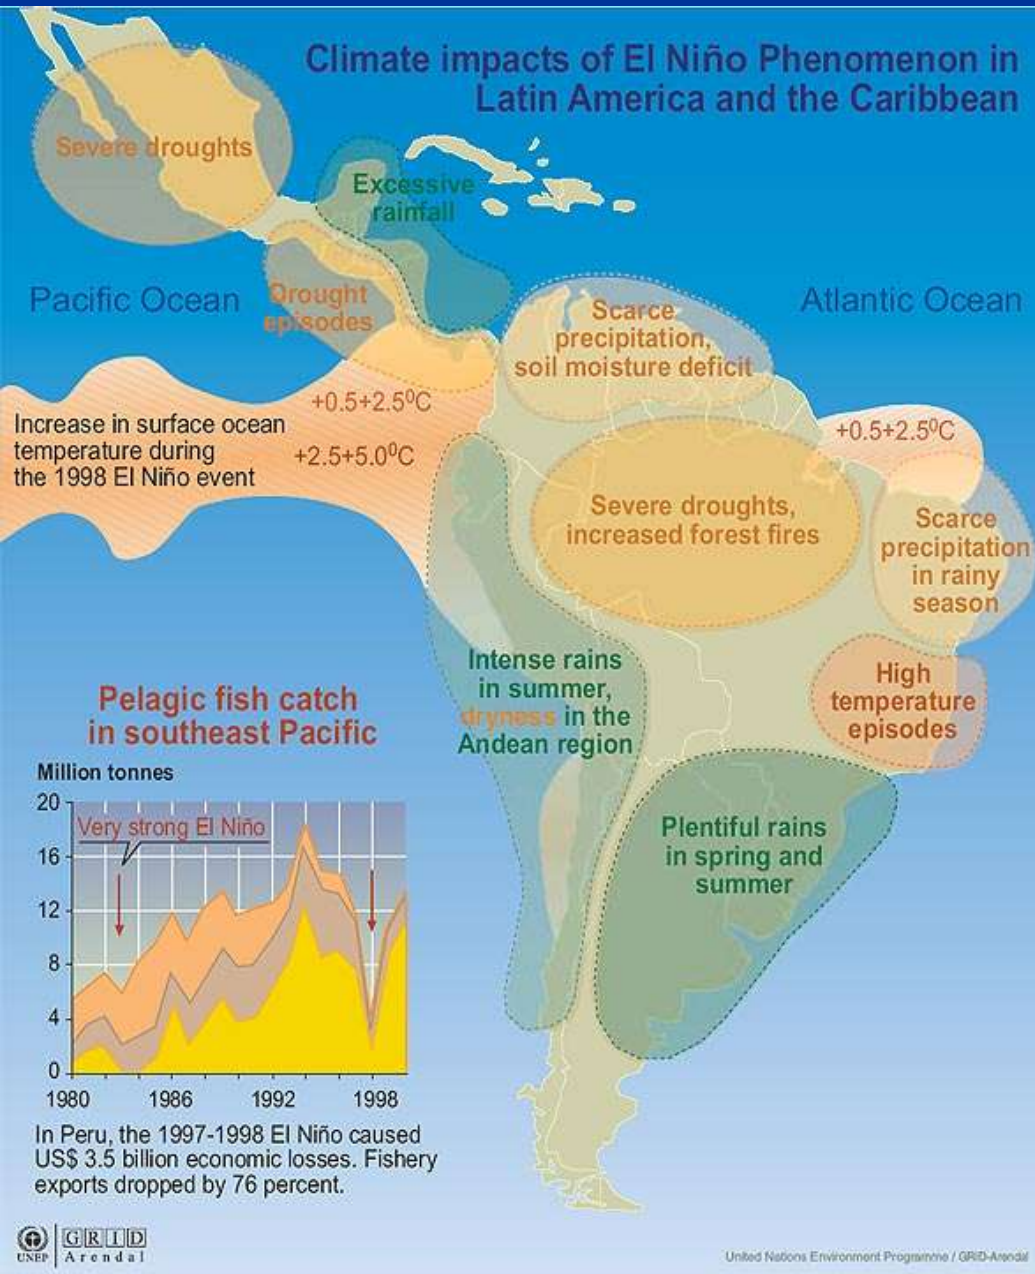 Climate impacts of El Niño Phenomenon in
Latin America and the Caribbean
Severe droughts
Excessive
rainfall
Pacific Ocean
Drought
episodes
Atlantic Ocean
Scarce
precipitation,
soil moisture deficit
+0.5+2.5⁰C
Increase in surface ocean
temperature during
the 1998 El Niño event
+2.5+5.0⁰C
+0.5+2.5⁰C
Severe droughts,
increased forest fires
Scarce
precipitation
in rainy
season
Intense rains
in summer,
dryness in the
Andean region
High
temperature
episodes
Plentiful rains
in spring and
summer
Pelagic fish catch
in southeast Pacific
Million tonnes
20
Very strong El Niño
16
12
8
4
0
1980 1986 1992 1998
In Peru, the 1997-1998 El Niño caused
US$ 3.5 billion economic losses. Fishery
exports dropped by 76 percent.
UNEP
GRID
Arendal
United Nations Environment Programme / GRID-Arendal